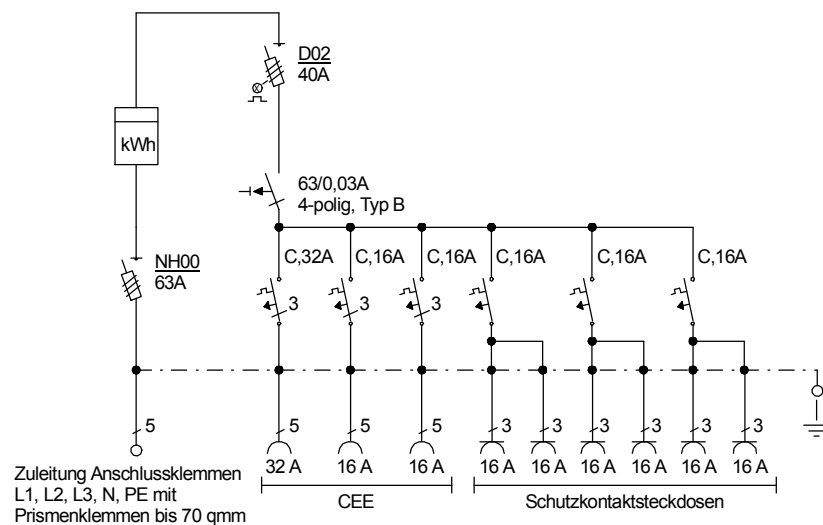 D02
40A
kWh
63/0,03A
4-polig, Typ B
NH00
63A
C,32A C,16A C,16A C,16A C,16A C,16A
3 3 3
5 5 5 5 3 3 3 3 3 3
32 A 16 A 16 A 16 A 16 A 16 A 16 A 16 A 16 A
CEE Schutzkontaktsteckdosen
Zuleitung Anschlussklemmen
L1, L2, L3, N, PE mit
Prismenklemmen bis 70 qmm